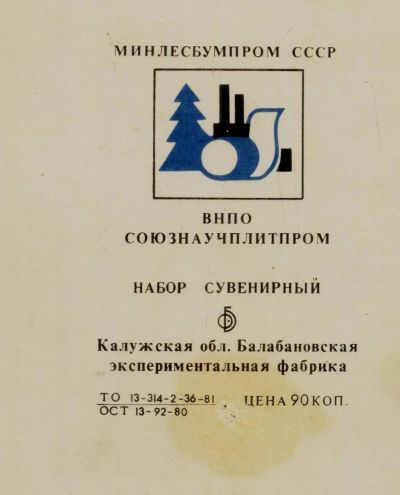 МИНЛЕСБУМПРОМ СССР
ВНПО
СОЮЗНАУЧПЛИТПРОМ
НАБОР СУВЕНИРНЫЙ
Калужская обл. Балабановская
экспериментальная фабрика
ТО 13-314-2-36-81
ОСТ 13-92-80
ЦЕНА 90 КОП.